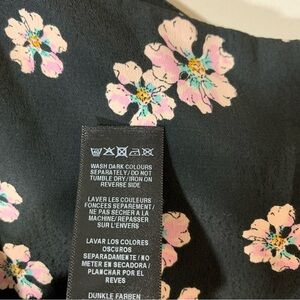 WASH DARK COLOURS
SEPARATELY/ DO NOT
TUMBLE DRY/ IRON ON
REVERSE SIDE
LAVER LES COULEURS
FONCÉES SEPAREMENT /
NE PAS SÉCHER À LA
MACHINE/ REPASSER
SUR L'ENVERS
LAVAR LOS COLORES
OSCUROS
SEPARADAMENTE/ NO
METER EN SECADORA /
PLANCHAR POR EL
REVES
DUNKLE FARBEN